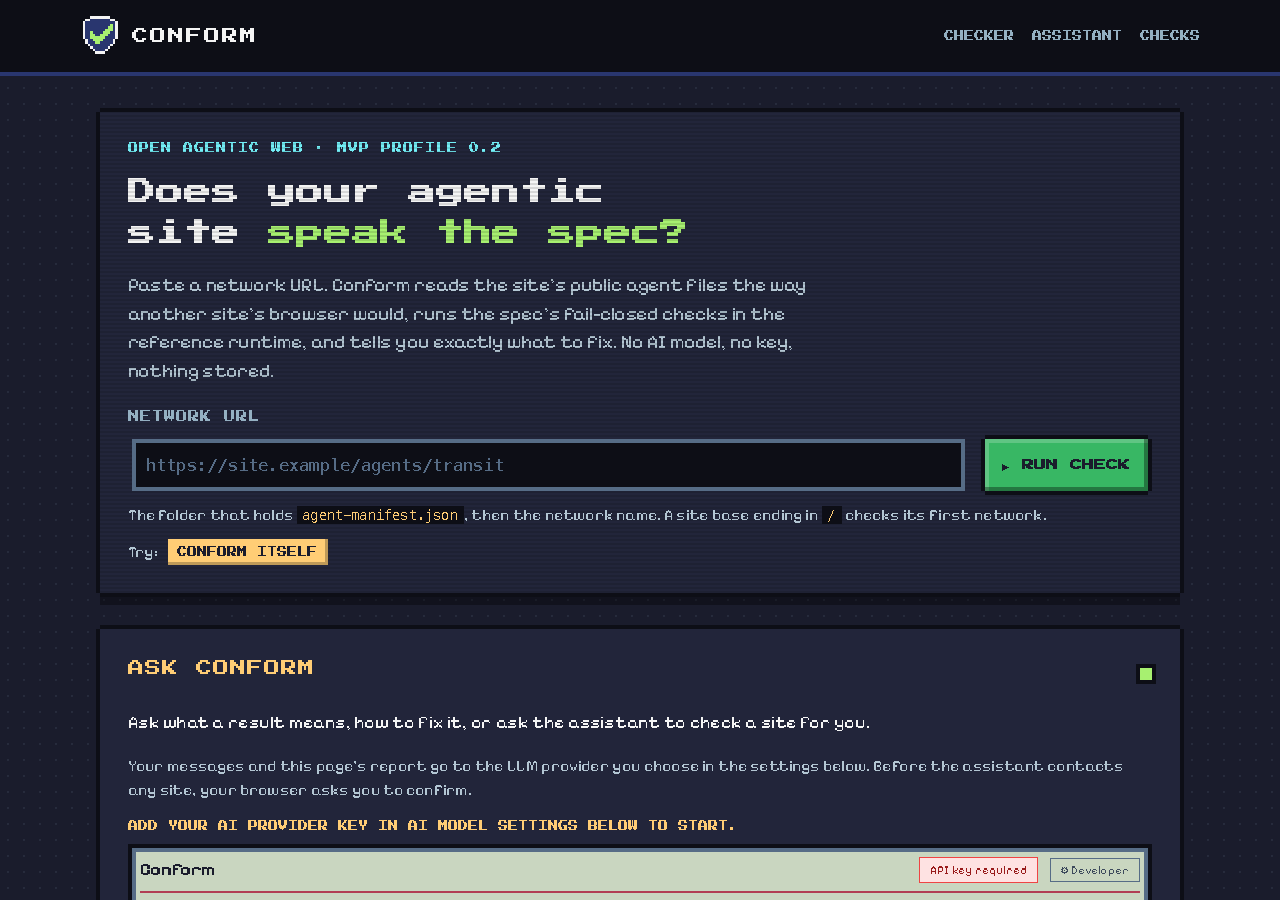 CONFORM
CHECKER ASSISTANT CHECKS
OPEN AGENTIC WEB · MVP PROFILE 0.2
Does your agentic
site speak the spec?
Paste a network URL. Conform reads the site's public agent files the way
another site's browser would, runs the spec's fail-closed checks in the
reference runtime, and tells you exactly what to fix. No AI model, no key,
nothing stored.
NETWORK URL
https://site.example/agents/transit
▸ RUN CHECK
The folder that holds agent-manifest.json, then the network name. A site base ending in / checks its first network.
Try: CONFORM ITSELF
ASK CONFORM
Ask what a result means, how to fix it, or ask the assistant to check a site for you.
Your messages and this page's report go to the LLM provider you choose in the settings below. Before the assistant contacts
any site, your browser asks you to confirm.
ADD YOUR AI PROVIDER KEY IN AI MODEL SETTINGS BELOW TO START.
Conform
API key required
⚙ Developer